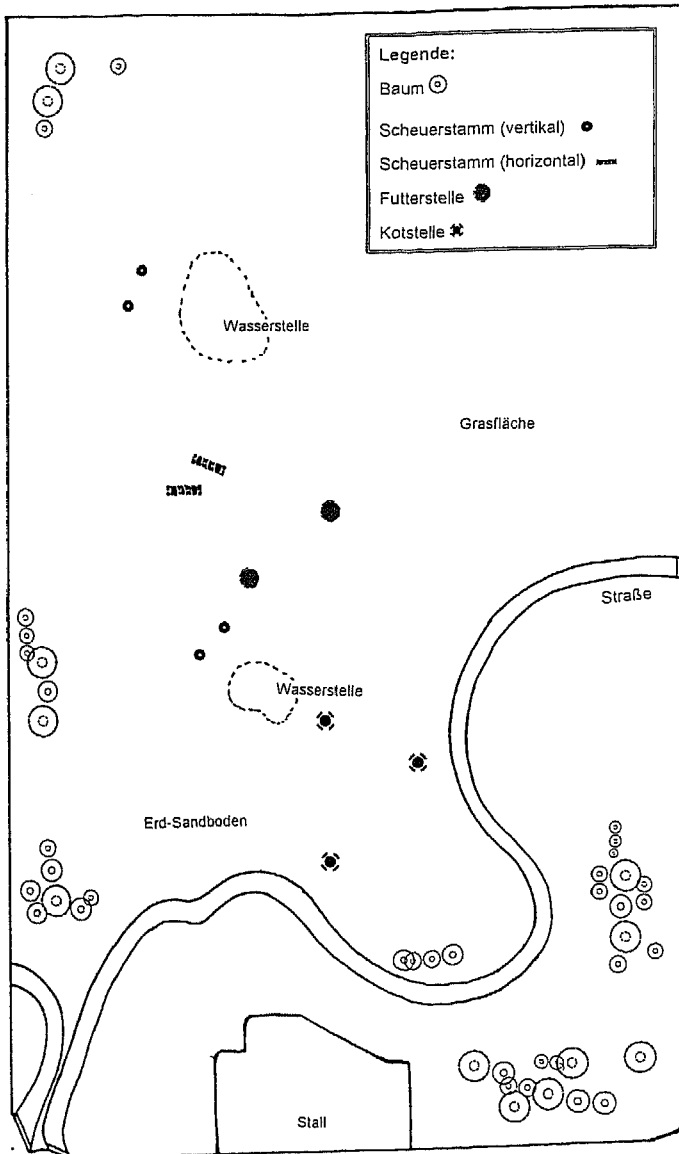 Legende:
Baum
Scheuerstamm (vertikal)
Scheuerstamm (horizontal)
Futterstelle
Kotstelle
Wasserstelle
Grasfläche
Straße
Wasserstelle
Erd-Sandboden
Stall